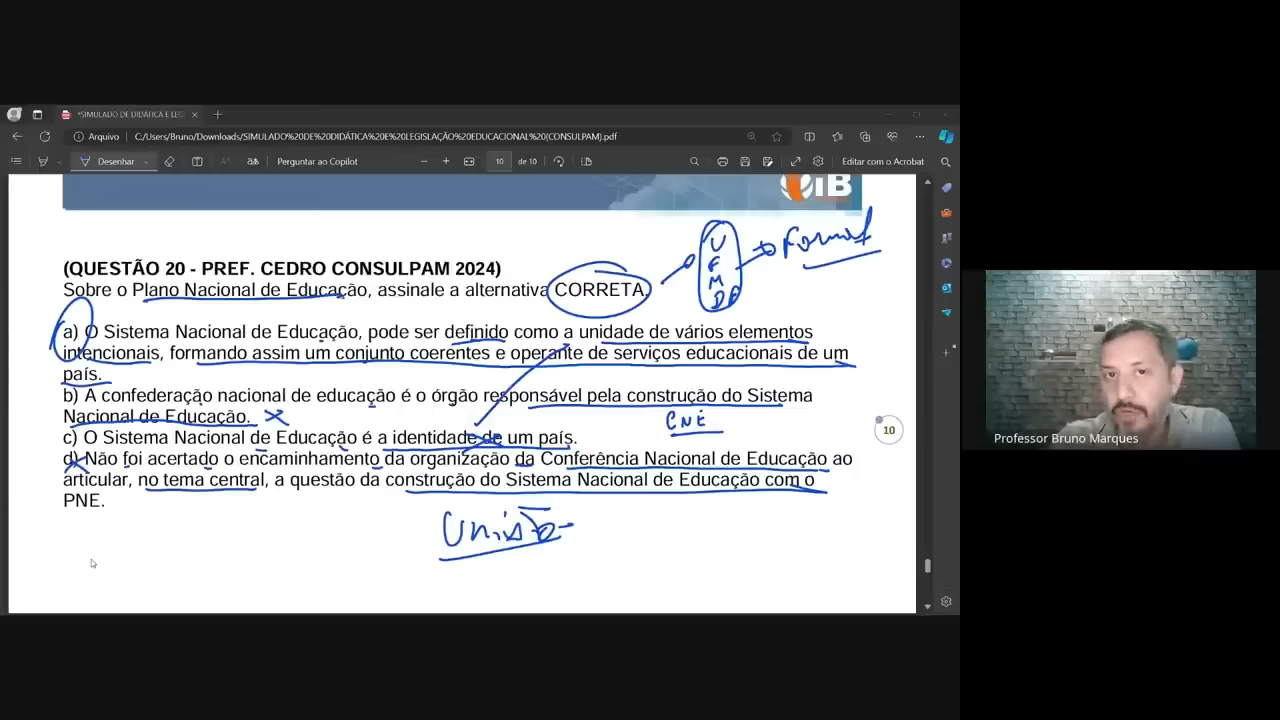 *SIMULADO DE DIDÁTICA E LEG
Arquivo C:/Users/Bruno/Downloads/SIMULADO%20DE%20DIDÁTICA%20E%20LEGISLAÇÃO%20EDUCACIONAL%20(CONSULPAM).pdf
Desenhar Perguntar ao Copilot 10 de 10 Editar com o Acrobat
iB
(QUESTÃO 20 - PREF. CEDRO CONSULPAM 2024)
Sobre o Plano Nacional de Educação, assinale a alternativa CORRETA.
U
E
M
DF
Format
a) O Sistema Nacional de Educação, pode ser definido como a unidade de vários elementos
intencionais, formando assim um conjunto coerentes e operante de serviços educacionais de um
país.
b) A confederação nacional de educação é o órgão responsável pela construção do Sistema
Nacional de Educação.
CNE
c) O Sistema Nacional de Educação é a identidade de um país.
d) Não foi acertado o encaminhamento da organização da Conferência Nacional de Educação ao
articular, no tema central, a questão da construção do Sistema Nacional de Educação com o
PNE.
União
10
Professor Bruno Marques